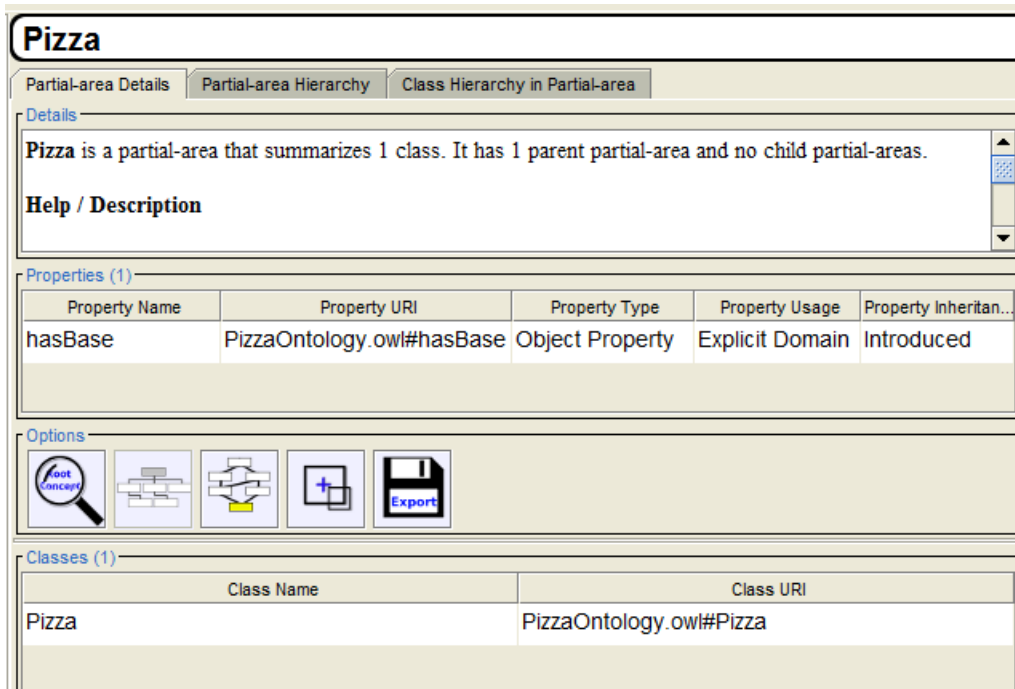 Pizza
Partial-area Details Partial-area Hierarchy Class Hierarchy in Partial-area
Details
Pizza is a partial-area that summarizes 1 class. It has 1 parent partial-area and no child partial-areas.
Help / Description
Properties (1)
Property Name Property URI Property Type Property Usage Property Inheritan...
hasBase PizzaOntology.owl#hasBase Object Property Explicit Domain Introduced
Options
Root
Concept
Export
Classes (1)
Class Name Class URI
Pizza PizzaOntology.owl#Pizza